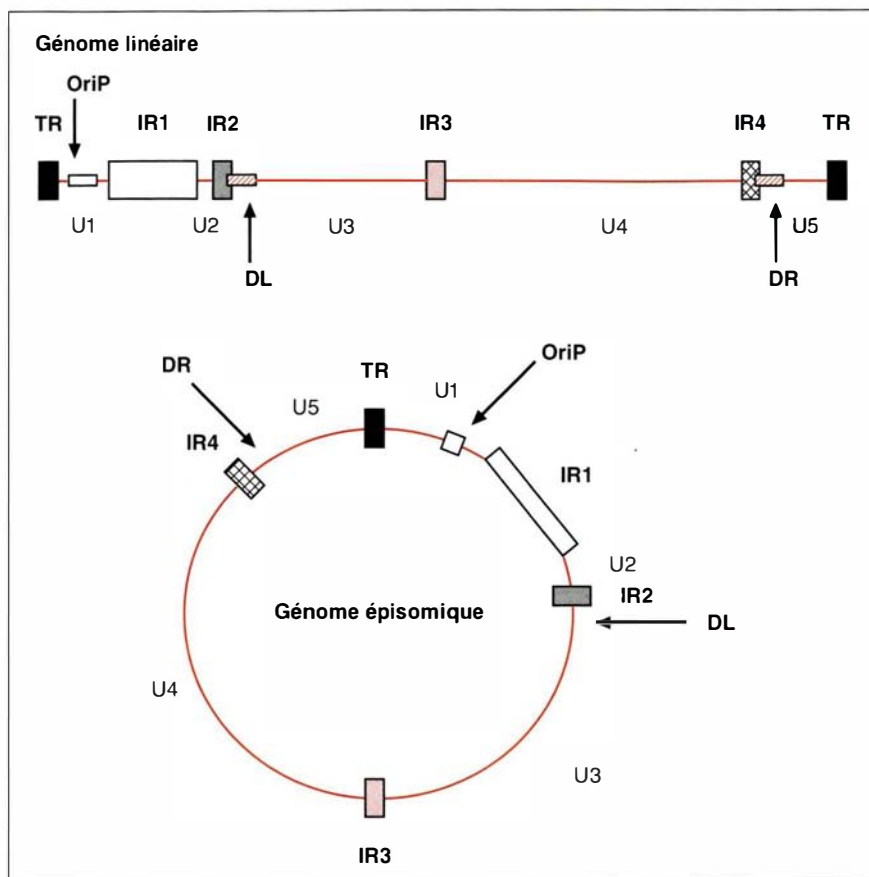 Génome linéaire
OriP
TR IR1 IR2 IR3 IR4 TR
U1 U2 U3 U4 U5
DL DR
OriP
DR TR U1
U5
IR4
IR1
U2
IR2
Génome épisomique DL
U4
U3
IR3